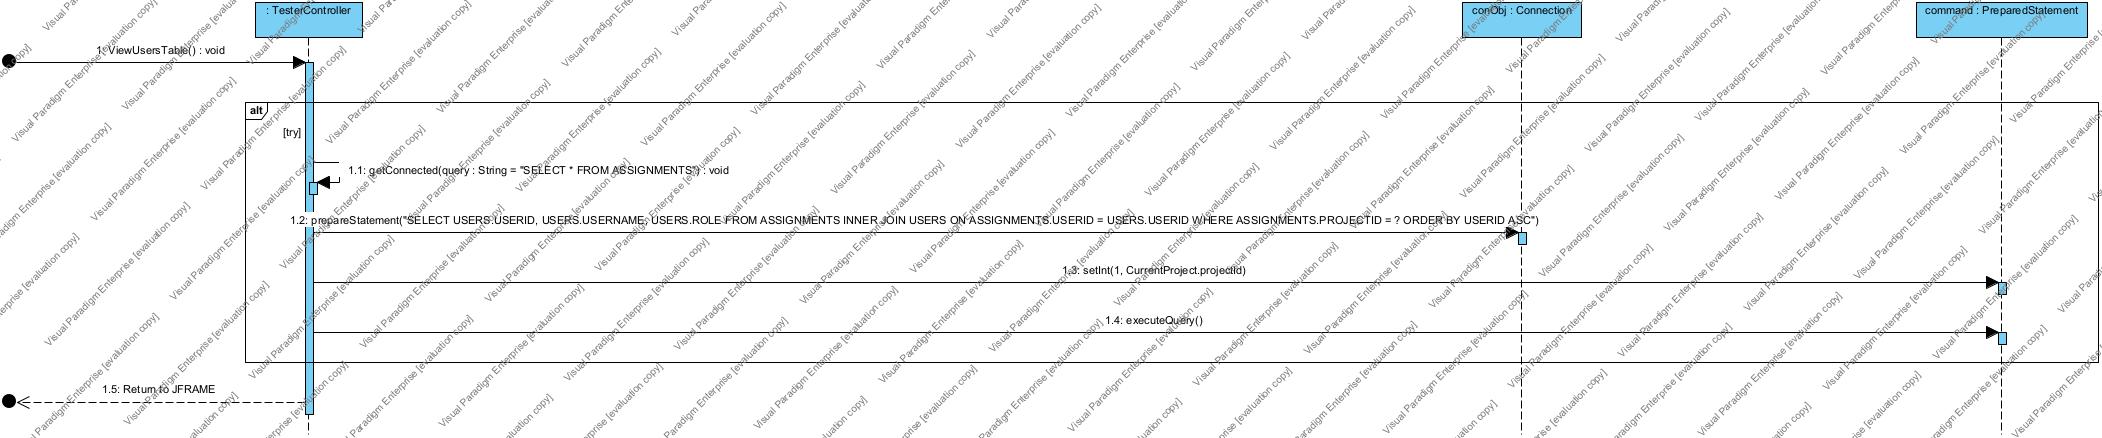 : TesterController
conObj : Connection
command : PreparedStatement
1: ViewUsersTable() : void
alt
[try]
1.1: getConnected(query : String = "SELECT * FROM ASSIGNMENTS") : void
1.2: prepareStatement("SELECT USERS.USERID, USERS.USERNAME, USERS.ROLE FROM ASSIGNMENTS INNER JOIN USERS ON ASSIGNMENTS.USERID = USERS.USERID WHERE ASSIGNMENTS.PROJECTID = ? ORDER BY USERID ASC")
1.3: setInt(1, CurrentProject.projectId)
1.4: executeQuery()
1.5: Return to JFRAME
Visual Paradigm Enterprise [evaluation copy]